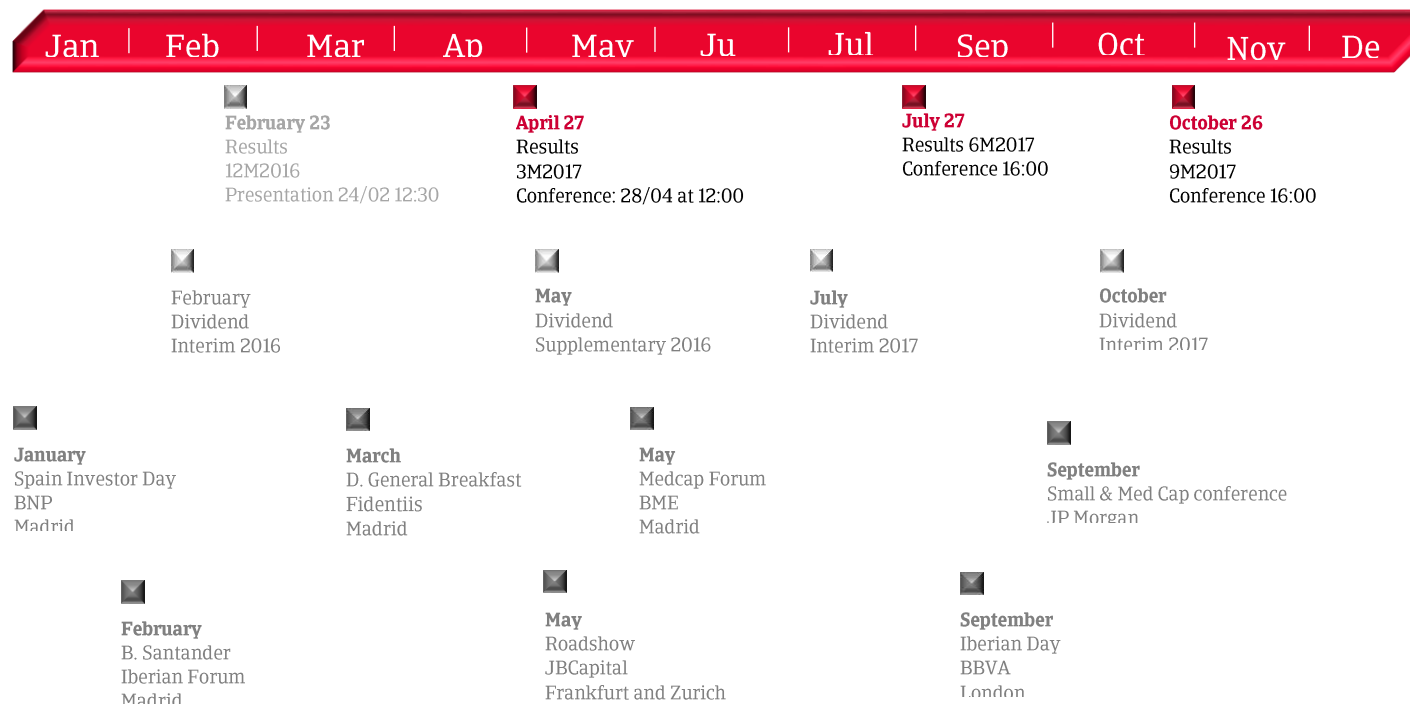 Jan Feb Mar Ap May Ju Jul Sep Oct Nov De
February 23
Results
12M2016
Presentation 24/02 12:30
April 27
Results
3M2017
Conference: 28/04 at 12:00
July 27
Results 6M2017
Conference 16:00
October 26
Results
9M2017
Conference 16:00
February
Dividend
Interim 2016
May
Dividend
Supplementary 2016
July
Dividend
Interim 2017
October
Dividend
Interim 2017
January
Spain Investor Day
BNP
Madrid
March
D. General Breakfast
Fidentiis
Madrid
May
Medcap Forum
BME
Madrid
September
Small & Med Cap conference
JP Morgan
February
B. Santander
Iberian Forum
Madrid
May
Roadshow
JBCapital
Frankfurt and Zurich
September
Iberian Day
BBVA
London